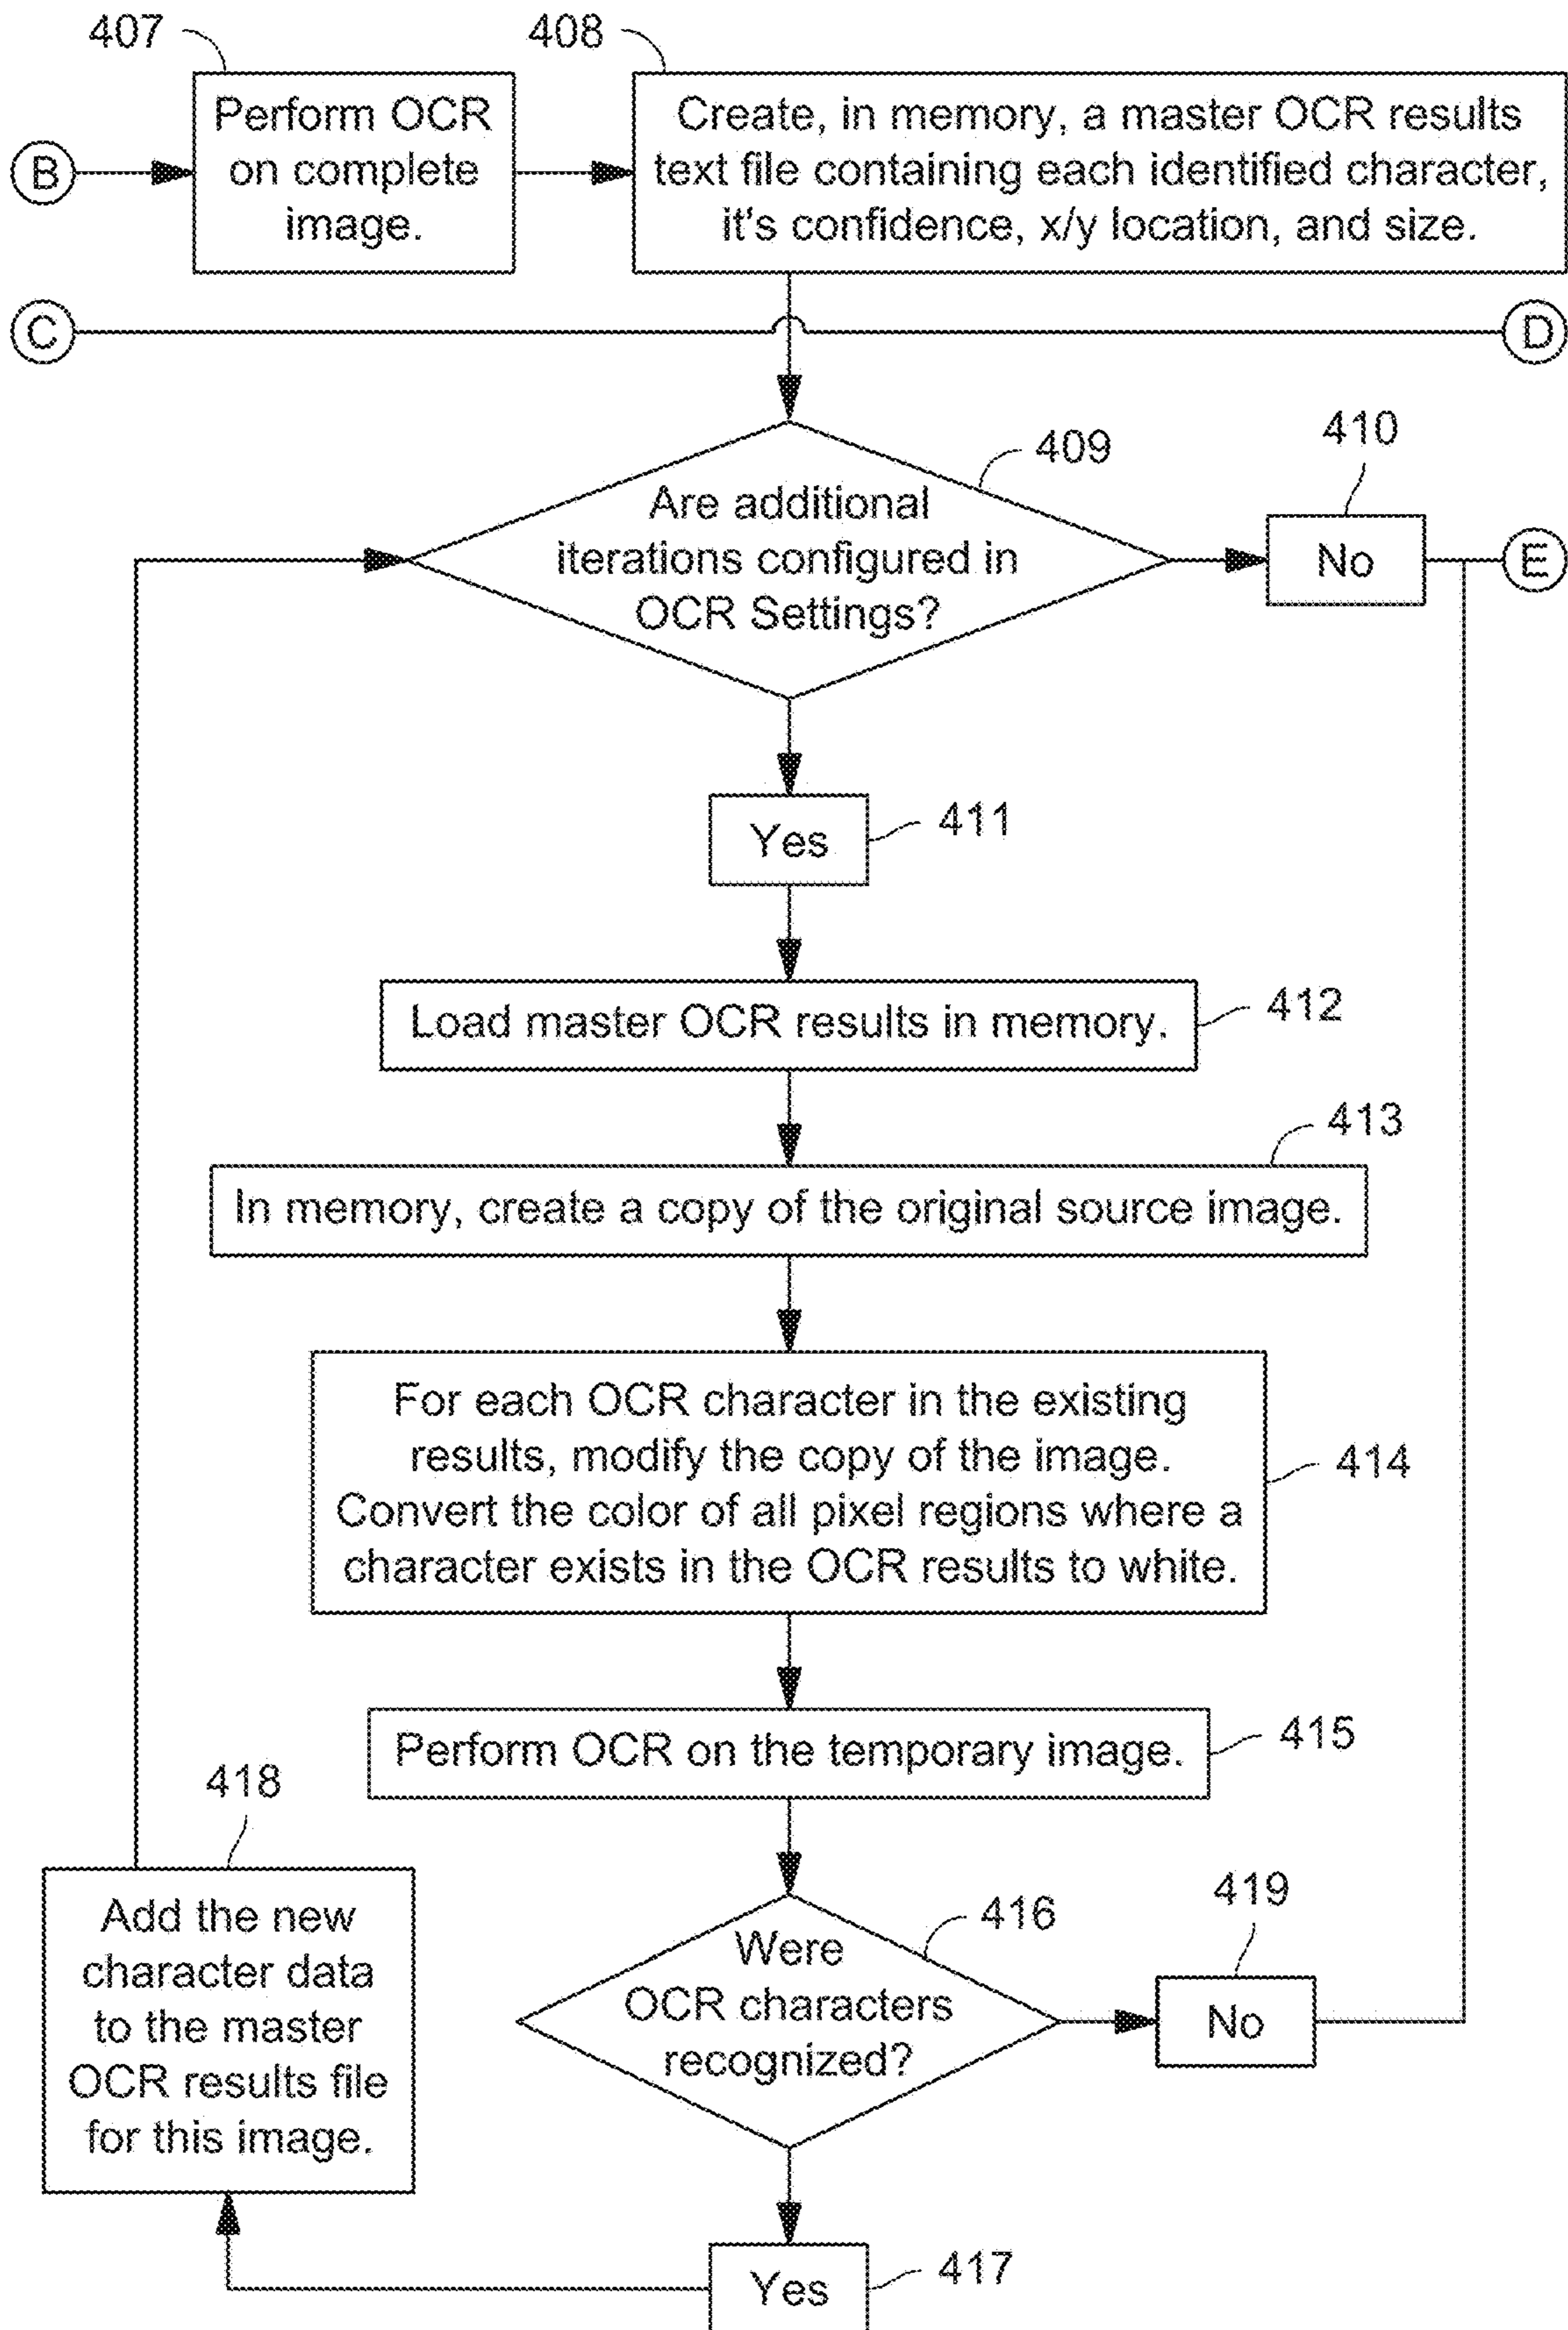 407
408
B
Perform OCR
on complete
image.
Create, in memory, a master OCR results
text file containing each identified character,
it's confidence, x/y location, and size.
C
D
409
410
Are additional
iterations configured in
OCR Settings?
No
E
Yes
411
Load master OCR results in memory.
412
413
In memory, create a copy of the original source image.
For each OCR character in the existing
results, modify the copy of the image.
Convert the color of all pixel regions where a
character exists in the OCR results to white.
414
Perform OCR on the temporary image.
415
418
Add the new
character data
to the master
OCR results file
for this image.
416
Were
OCR characters
recognized?
419
No
Yes
417